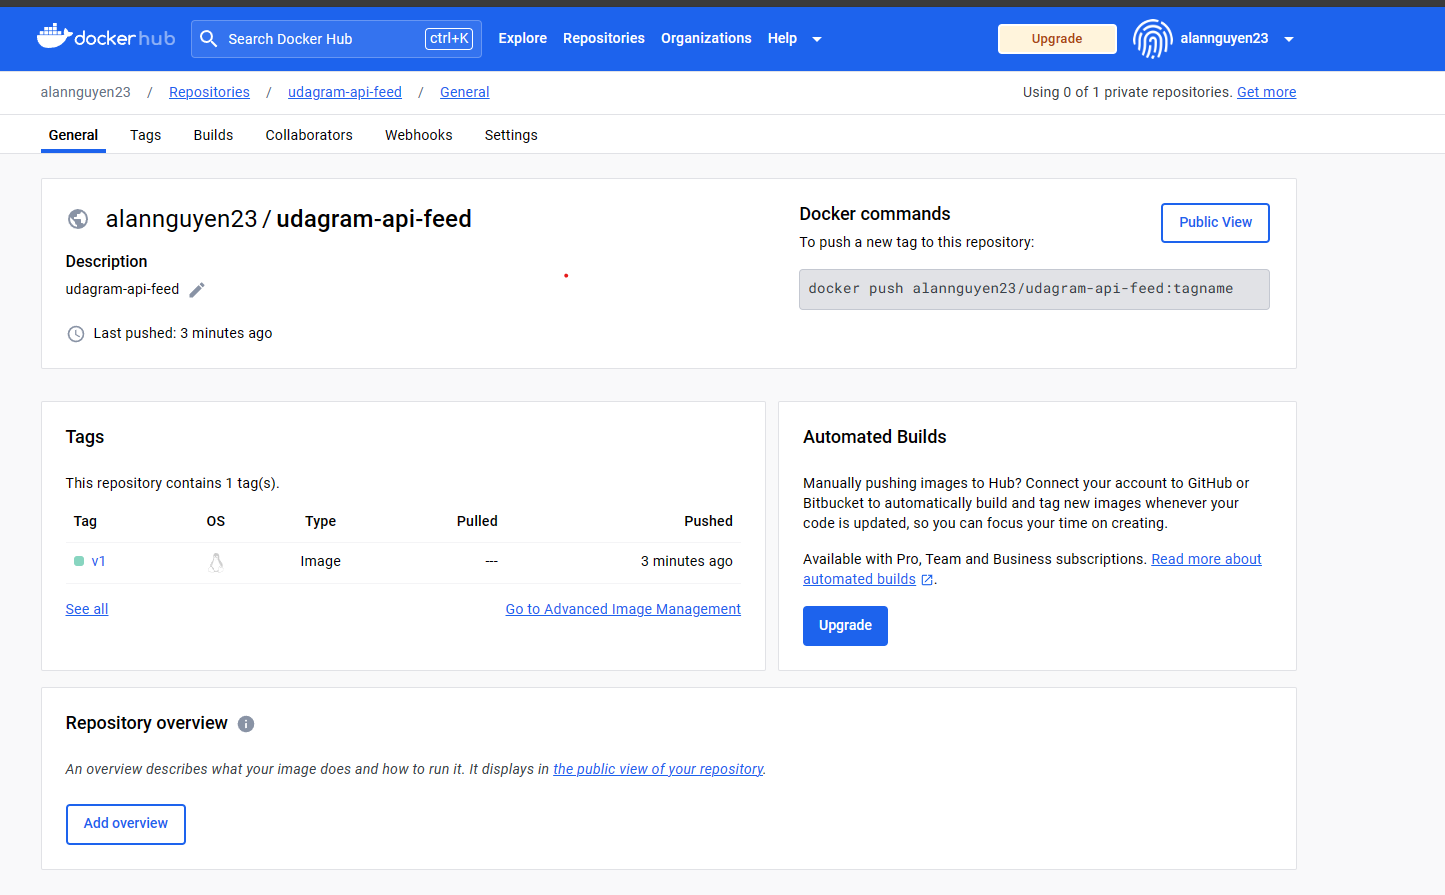 docker hub
Search Docker Hub
ctrl+K
Explore
Repositories
Organizations
Help
Upgrade
alannguyen23
alannguyen23 / Repositories / udagram-api-feed / General
Using 0 of 1 private repositories. Get more
General
Tags
Builds
Collaborators
Webhooks
Settings
alannguyen23 / udagram-api-feed
Description
udagram-api-feed
Last pushed: 3 minutes ago
Docker commands
To push a new tag to this repository:
Public View
docker push alannguyen23/udagram-api-feed:tagname
Tags
This repository contains 1 tag(s).
Tag OS Type Pulled Pushed
v1 Image --- 3 minutes ago
See all
Go to Advanced Image Management
Automated Builds
Manually pushing images to Hub? Connect your account to GitHub or
Bitbucket to automatically build and tag new images whenever your
code is updated, so you can focus your time on creating.
Available with Pro, Team and Business subscriptions. Read more about
automated builds .
Upgrade
Repository overview
An overview describes what your image does and how to run it. It displays in the public view of your repository.
Add overview